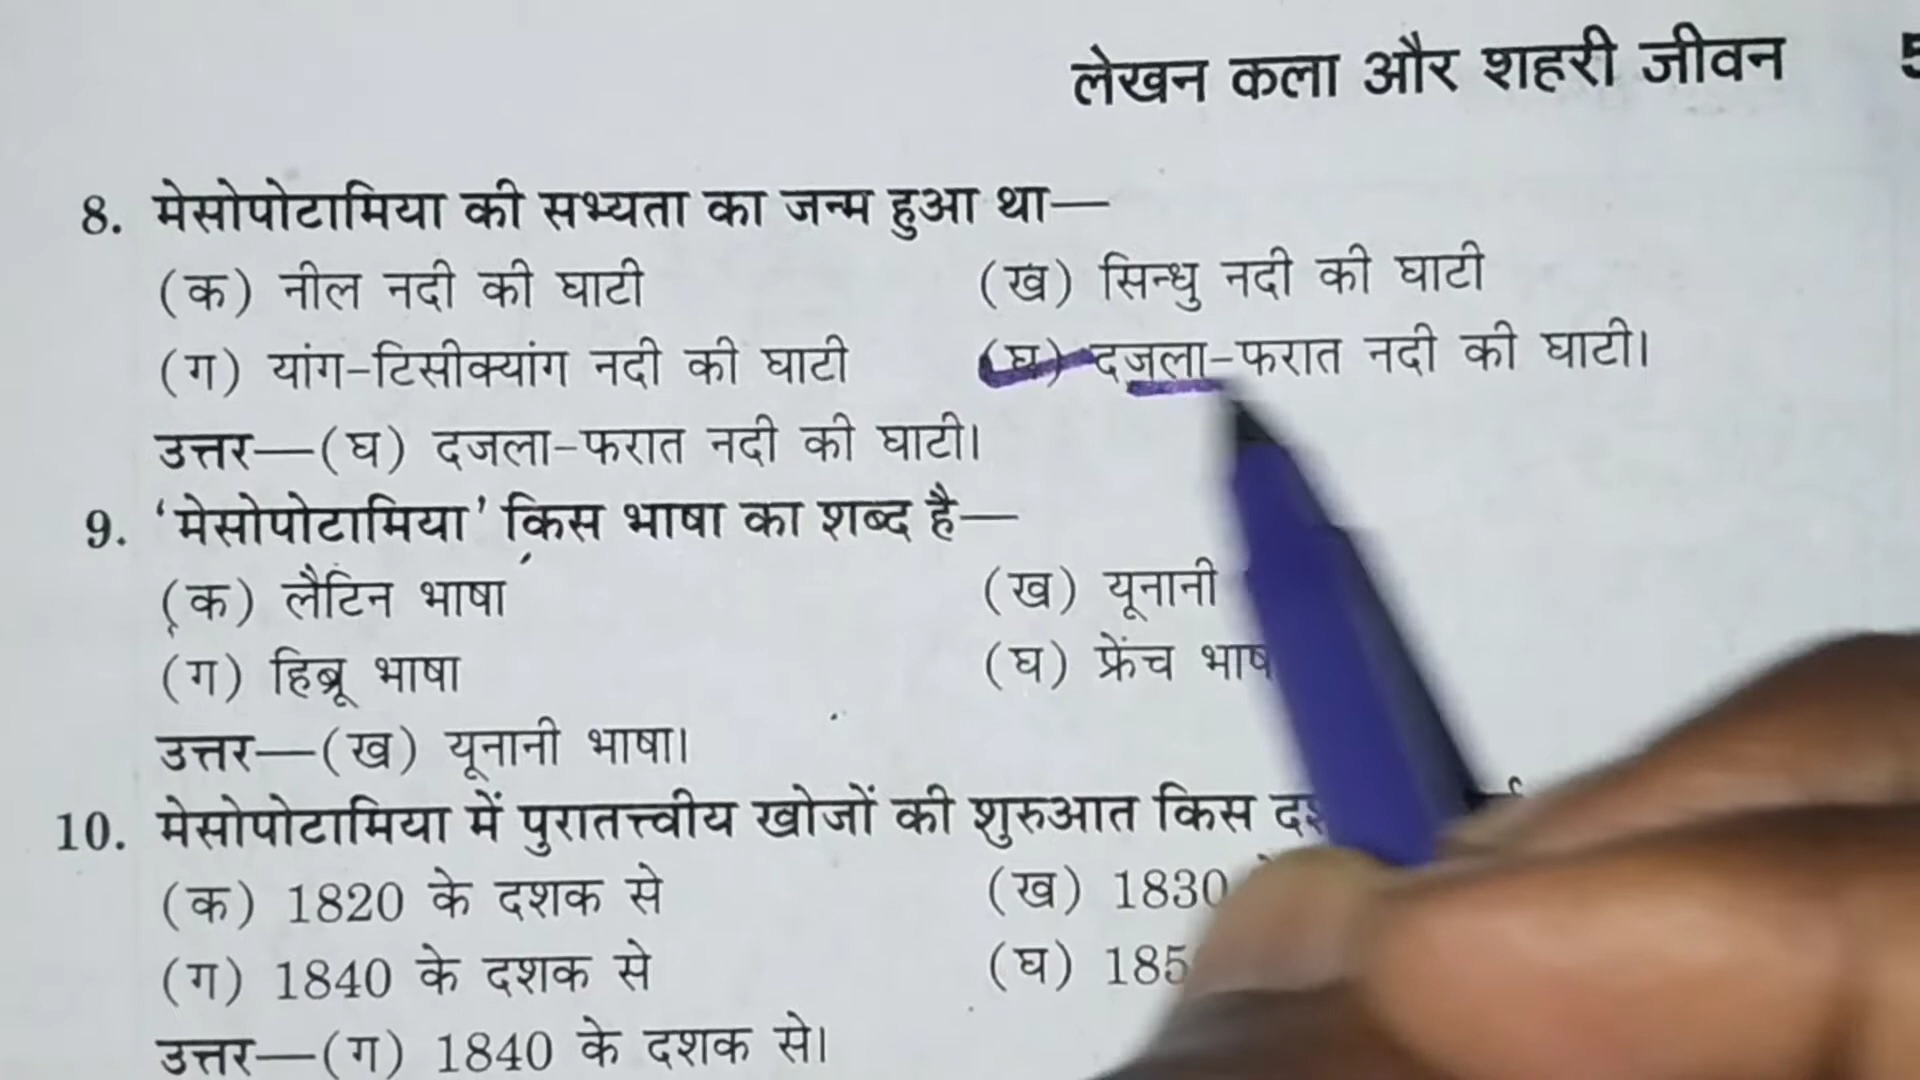 लेखन कला और शहरी जीवन
8. मेसोपोटामिया की सभ्यता का जन्म हुआ था—
(क) नील नदी की घाटी (ख) सिन्धु नदी की घाटी
(ग) यांग-टिसीक्यांग नदी की घाटी (घ) दजला-फरात नदी की घाटी।
उत्तर—(घ) दजला-फरात नदी की घाटी।
9. ‘मेसोपोटामिया’ किस भाषा का शब्द है—
(क) लैटिन भाषा (ख) यूनानी
(ग) हिब्रू भाषा (घ) फ्रेंच
उत्तर—(ख) यूनानी भाषा।
10. मेसोपोटामिया में पुरातत्त्वीय खोजों की शुरुआत किस
(क) 1820 के दशक से (ख) 1830
(ग) 1840 के दशक से (घ)
उत्तर—(ग) 1840 के दशक से।